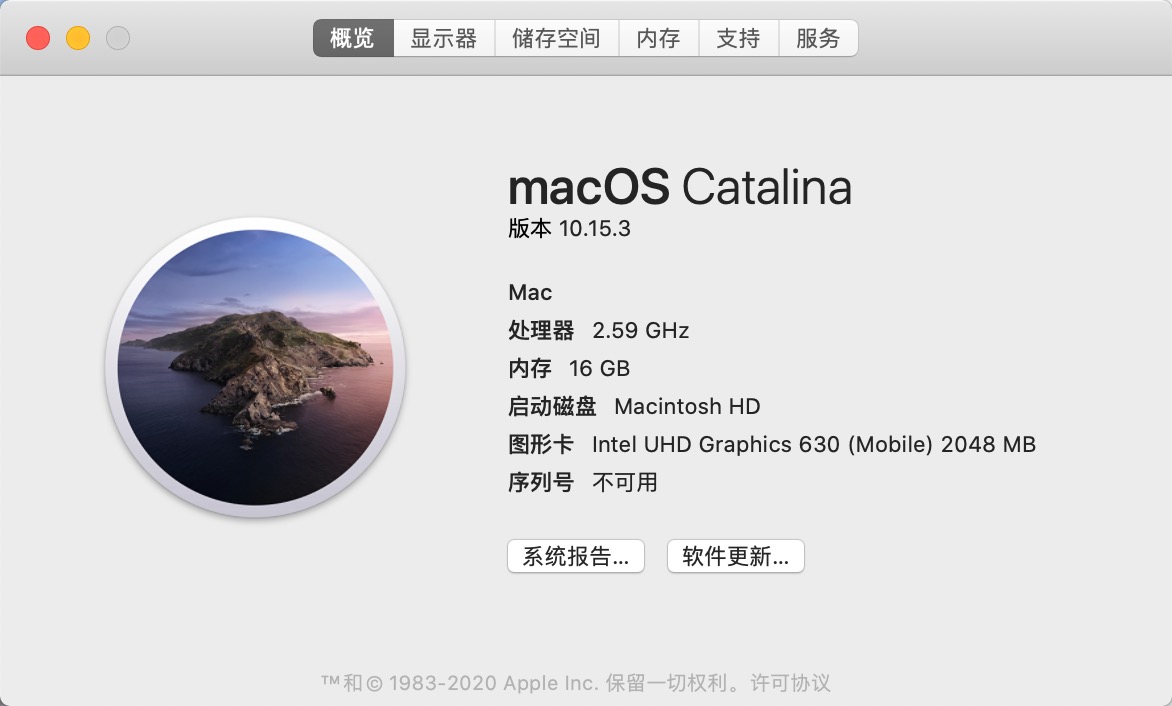 概览 显示器 储存空间 内存 支持 服务
macOS Catalina
版本 10.15.3
Mac
处理器 2.59 GHz
内存 16 GB
启动磁盘 Macintosh HD
图形卡 Intel UHD Graphics 630 (Mobile) 2048 MB
序列号 不可用
系统报告... 软件更新...
™和© 1983-2020 Apple Inc. 保留一切权利。许可协议